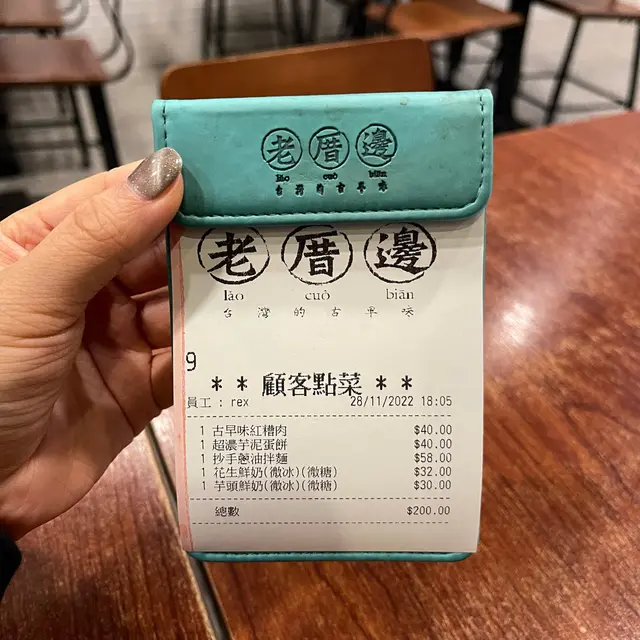 老厝邊
lǎo cuò biān
台灣的古早味
老厝邊
lǎo cuò biān
台灣的古早味
9
** 顧客點菜 **
員工 : rex 28/11/2022 18:05
1 古早味紅糟肉 $40.00
1 超濃芋泥蛋餅 $40.00
1 抄手蔥油拌麵 $58.00
1 花生鮮奶(微冰)(微糖) $32.00
1 芋頭鮮奶(微冰)(微糖) $30.00
總數 $200.00